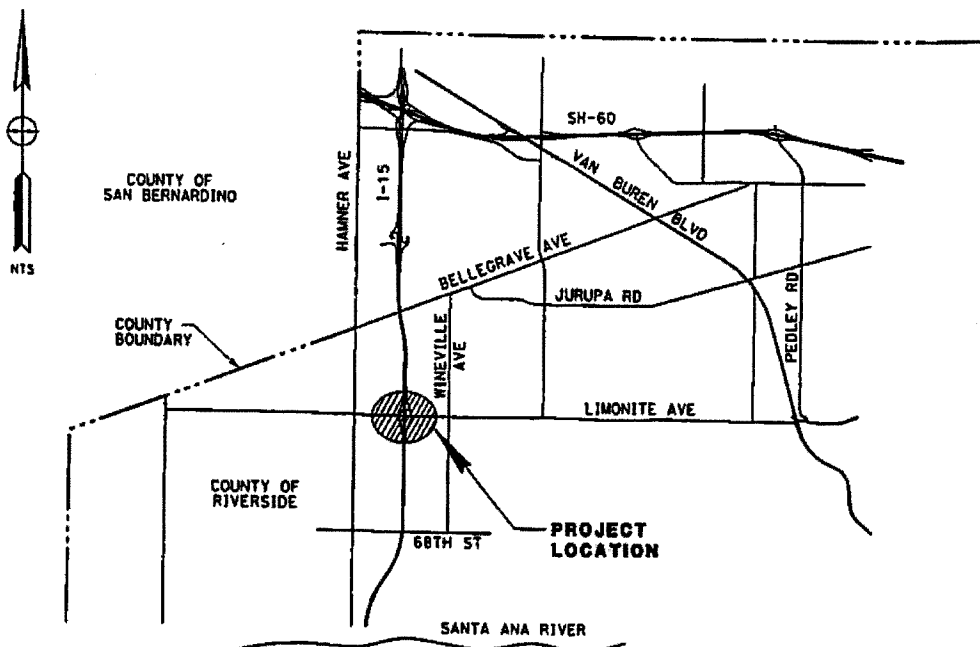 SH-60
COUNTY OF
SAN BERNARDINO
HAMNER AVE
I-15
VAN BUREN BLVD
NTS
BELLEGRAVE AVE
JURUPA RD
COUNTY
BOUNDARY
WINEVILLE
AVE
PEDLEY RD
LIMONITE AVE
COUNTY OF
RIVERSIDE
68TH ST
PROJECT
LOCATION
SANTA ANA RIVER